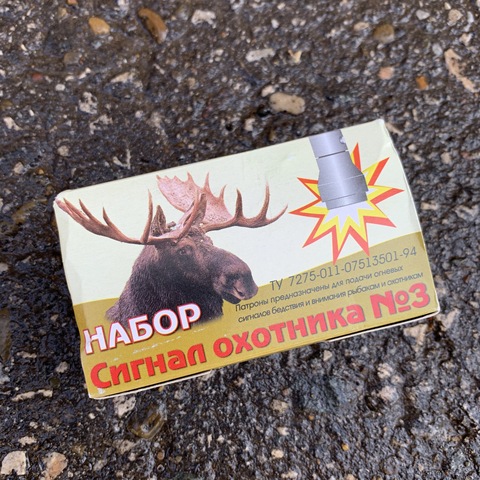 ТУ 7275-011-07513501-94
Патроны предназначены для подачи огневых
сигналов бедствия и внимания рыбакам и охотникам
НАБОР
Сигнал охотника №3